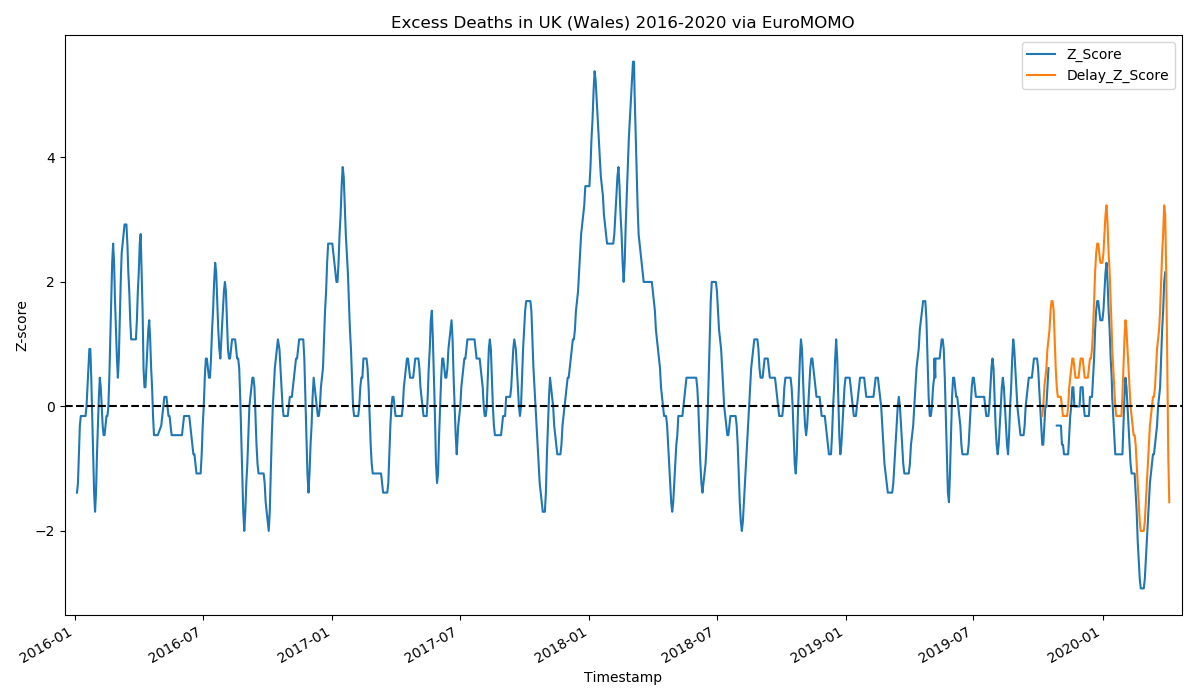 Excess Deaths in UK (Wales) 2016-2020 via EuroMOMO
Z_Score
Delay_Z_Score
Z-score
4
2
0
−2
2016-01
2016-07
2017-01
2017-07
2018-01
2018-07
2019-01
2019-07
2020-01
Timestamp